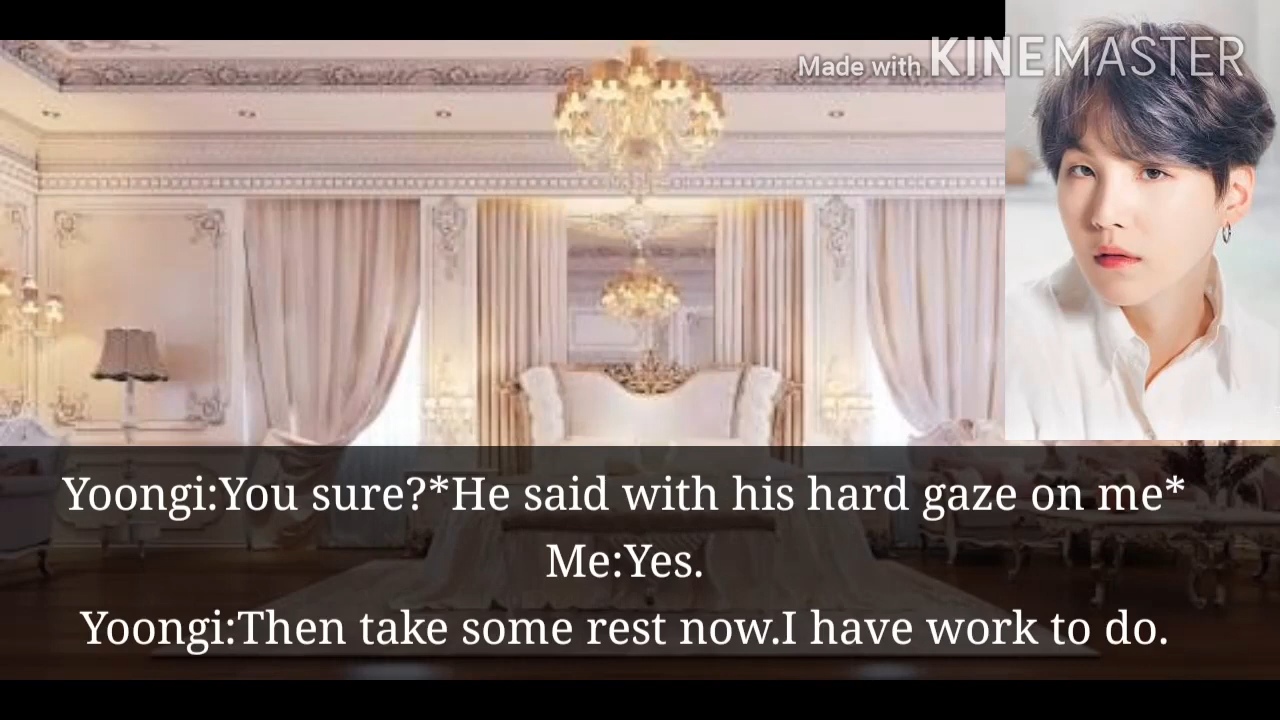 Made with KINEMASTER
Yoongi:You sure?*He said with his hard gaze on me*
Me:Yes.
Yoongi:Then take some rest now.I have work to do.